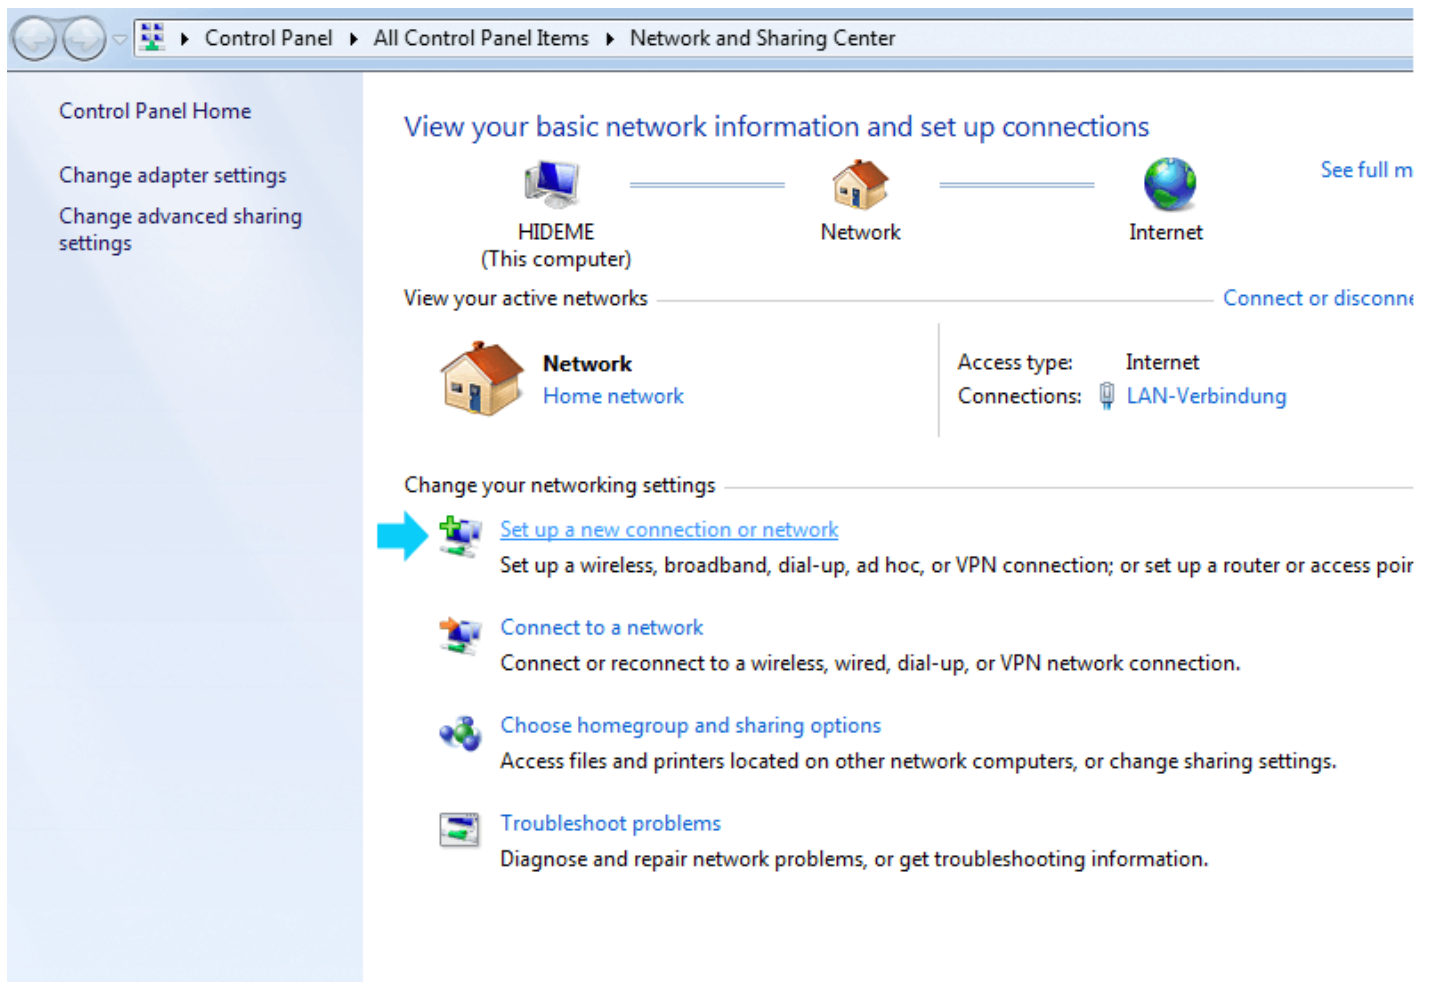 Control Panel All Control Panel Items Network and Sharing Center
Control Panel Home
Change adapter settings
Change advanced sharing
settings
View your basic network information and set up connections
See full m
HIDEME
(This computer)
Network
Internet
View your active networks
Connect or disconne
Network
Home network
Access type: Internet
Connections: LAN-Verbindung
Change your networking settings
Set up a new connection or network
Set up a wireless, broadband, dial-up, ad hoc, or VPN connection; or set up a router or access poir
Connect to a network
Connect or reconnect to a wireless, wired, dial-up, or VPN network connection.
Choose homegroup and sharing options
Access files and printers located on other network computers, or change sharing settings.
Troubleshoot problems
Diagnose and repair network problems, or get troubleshooting information.